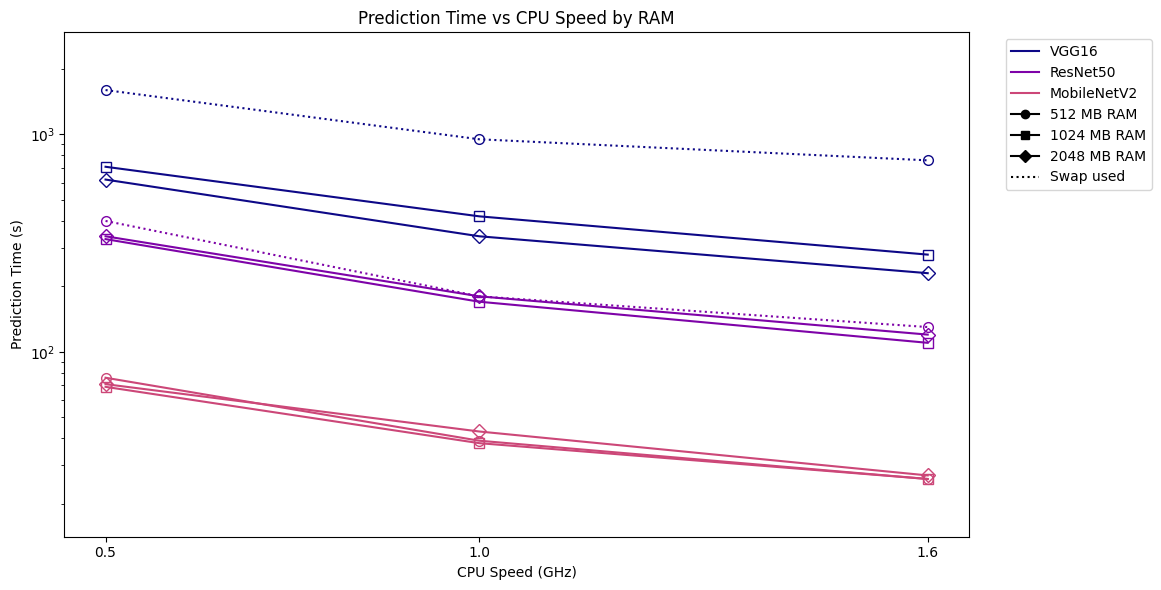 Prediction Time vs CPU Speed by RAM
VGG16
ResNet50
MobileNetV2
512 MB RAM
1024 MB RAM
2048 MB RAM
Swap used
Prediction Time (s)
10³
10²
0.5
1.0
1.6
CPU Speed (GHz)